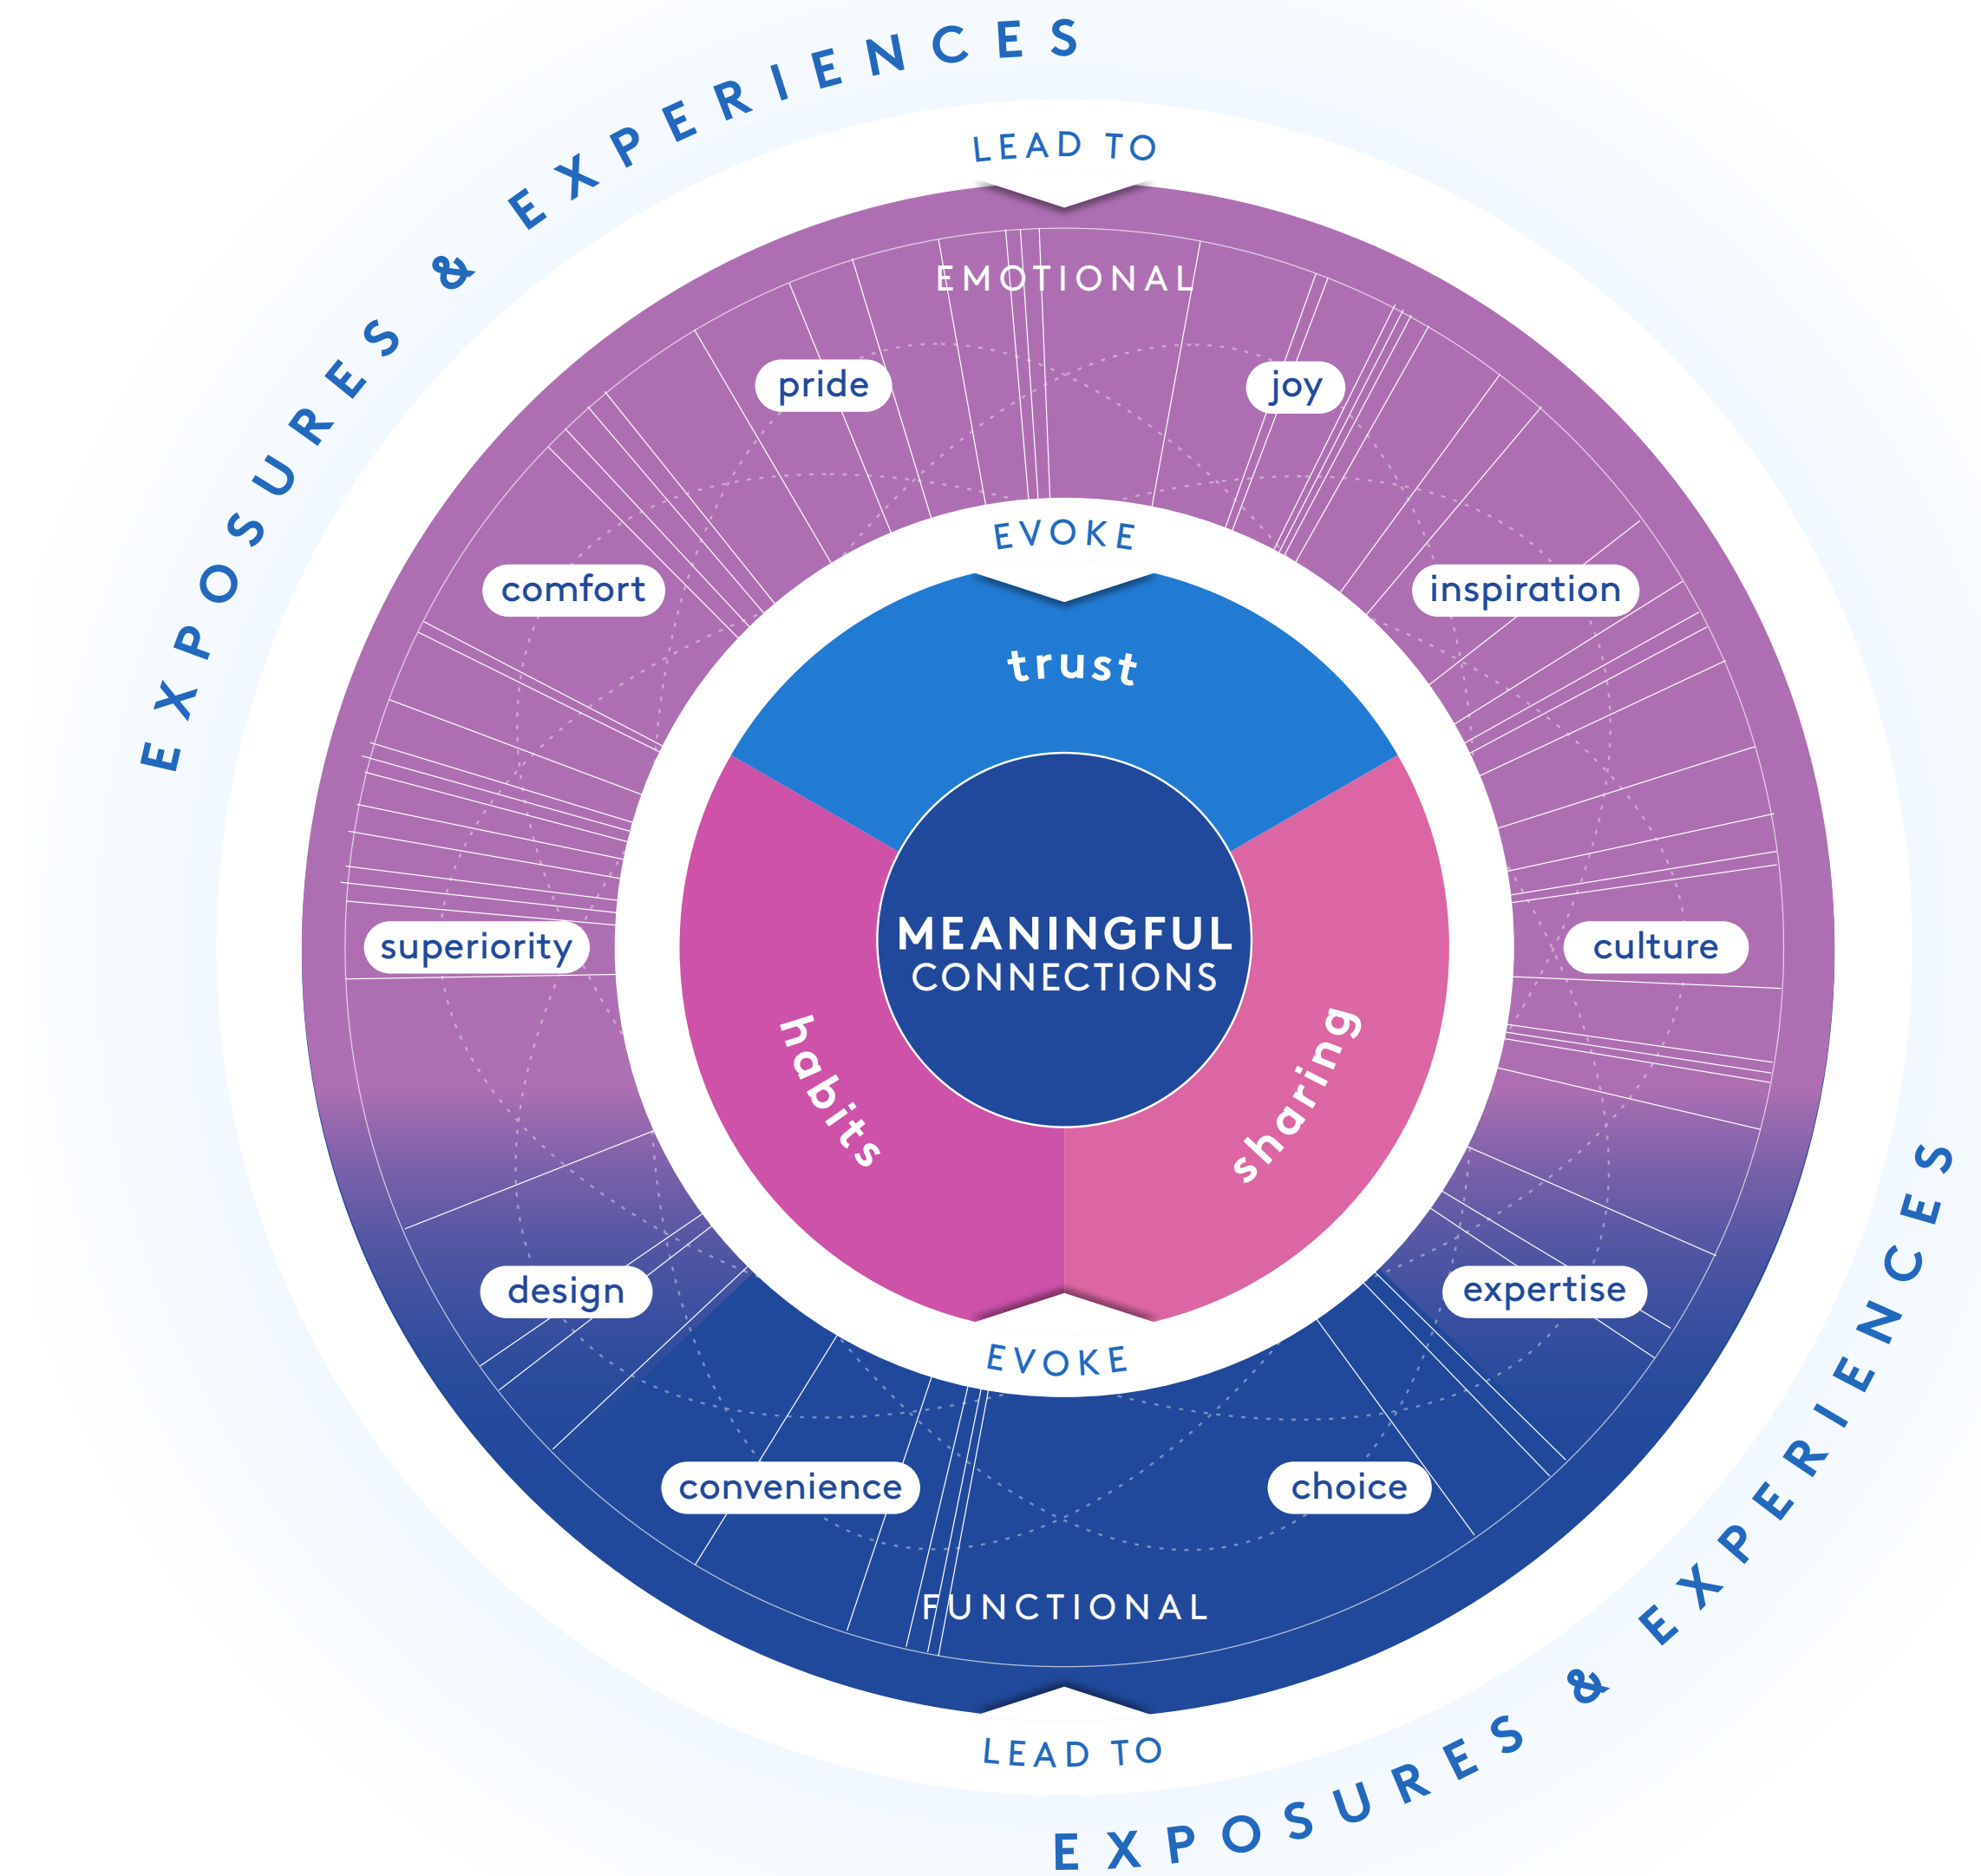 EXPOSURES & EXPERIENCES
LEAD TO
EMOTIONAL
pride
joy
comfort
inspiration
EVOKE
trust
superiority
culture
MEANINGFUL
CONNECTIONS
habits
sharing
design
expertise
EVOKE
convenience
choice
FUNCTIONAL
LEAD TO
EXPOSURES & EXPERIENCES